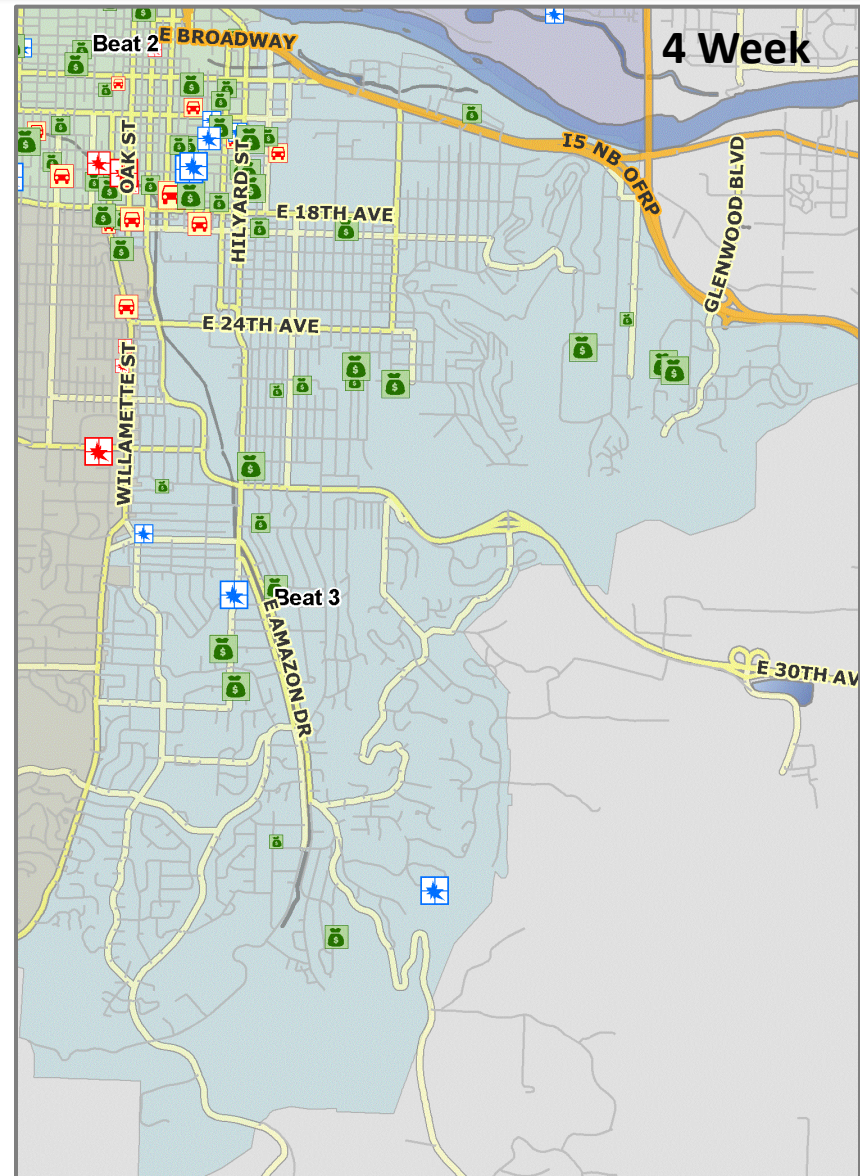 4 Week
Beat 2
E BROADWAY
I5 NB OFRP
OAK ST
HILYARD ST
GLENWOOD BLVD
E 18TH AVE
E 24TH AVE
WILLAMETTE ST
Beat 3
E AMAZON DR
E 30TH AV